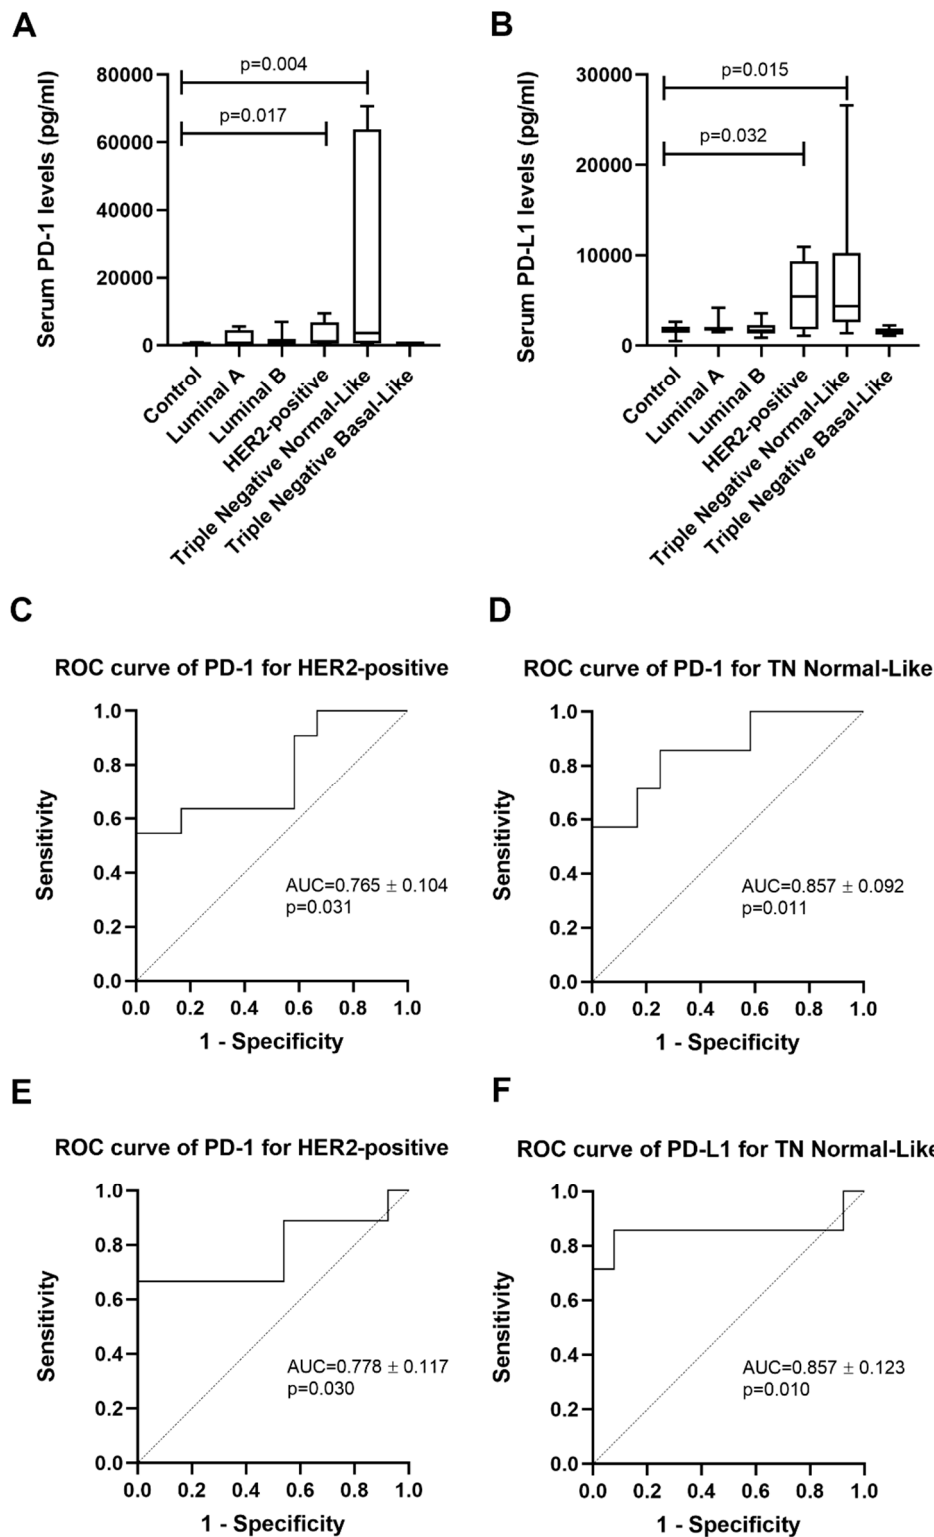 A
Serum PD-1 levels (pg/ml)
80000
60000
40000
20000
0
p=0.004
p=0.017
Control
Luminal A
Luminal B
HER2-positive
Triple Negative Normal-Like
Triple Negative Basal-Like
B
Serum PD-L1 levels (pg/ml)
30000
20000
10000
0
p=0.015
p=0.032
Control
Luminal A
Luminal B
HER2-positive
Triple Negative Normal-Like
Triple Negative Basal-Like
C
ROC curve of PD-1 for HER2-positive
Sensitivity
1.0
0.8
0.6
0.4
0.2
0.0
AUC=0.765 ± 0.104
p=0.031
0.0 0.2 0.4 0.6 0.8 1.0
1 - Specificity
D
ROC curve of PD-1 for TN Normal-Like
Sensitivity
1.0
0.8
0.6
0.4
0.2
0.0
AUC=0.857 ± 0.092
p=0.011
0.0 0.2 0.4 0.6 0.8 1.0
1 - Specificity
E
ROC curve of PD-1 for HER2-positive
Sensitivity
1.0
0.8
0.6
0.4
0.2
0.0
AUC=0.778 ± 0.117
p=0.030
0.0 0.2 0.4 0.6 0.8 1.0
1 - Specificity
F
ROC curve of PD-L1 for TN Normal-Like
Sensitivity
1.0
0.8
0.6
0.4
0.2
0.0
AUC=0.857 ± 0.123
p=0.010
0.0 0.2 0.4 0.6 0.8 1.0
1 - Specificity